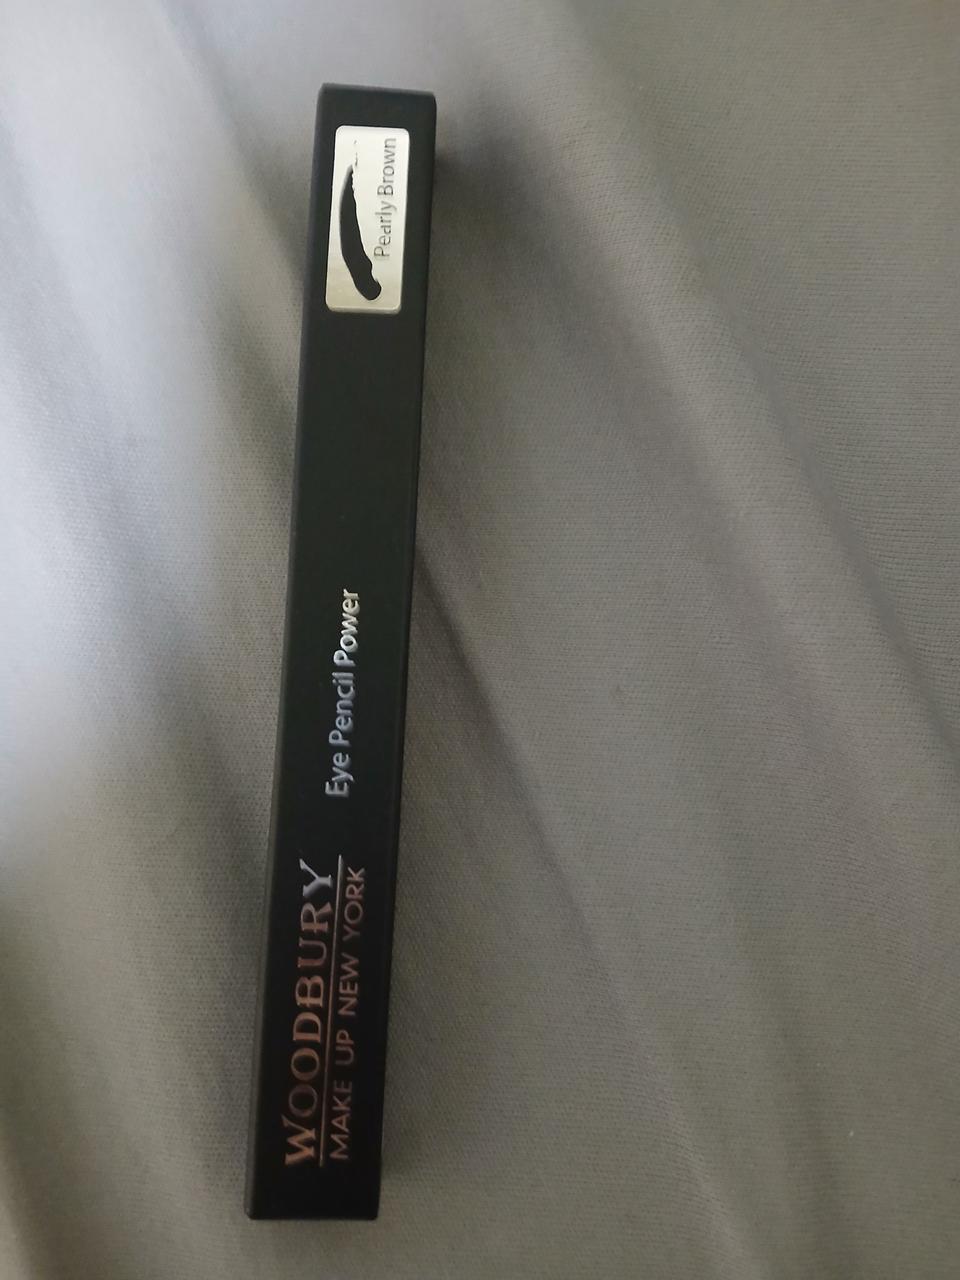 WOODBURY
MAKE UP NEW YORK
Eye Pencil Power
Pearly Brown